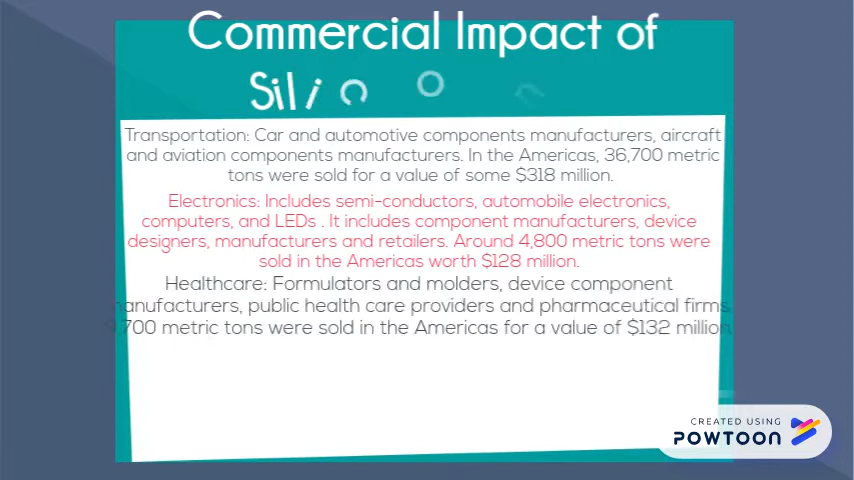 Commercial Impact of
Silico
Transportation: Car and automotive components manufacturers, aircraft
and aviation components manufacturers. In the Americas, 36,700 metric
tons were sold for a value of some $318 million.
Electronics: Includes semi-conductors, automobile electronics,
computers, and LEDs . It includes component manufacturers, device
designers, manufacturers and retailers. Around 4,800 metric tons were
sold in the Americas worth $128 million.
Healthcare: Formulators and molders, device component
manufacturers, public health care providers and pharmaceutical firms
,700 metric tons were sold in the Americas for a value of $132 million
CREATED USING
POWTOON